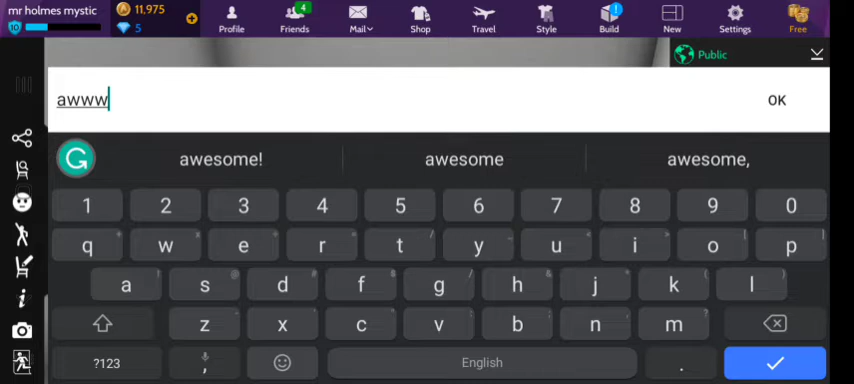 mr holmes mystic
10
11,975
5
Profile
Friends
4
Mail
Shop
Travel
Style
Build
!
New
Settings
Free
Public
awww
OK
G
awesome!
awesome
awesome,
1 2 3 4 5 6 7 8 9 0
q w e r t y u i o p
a s d f g h j k l
z x c v b n m
?123
,
English
.